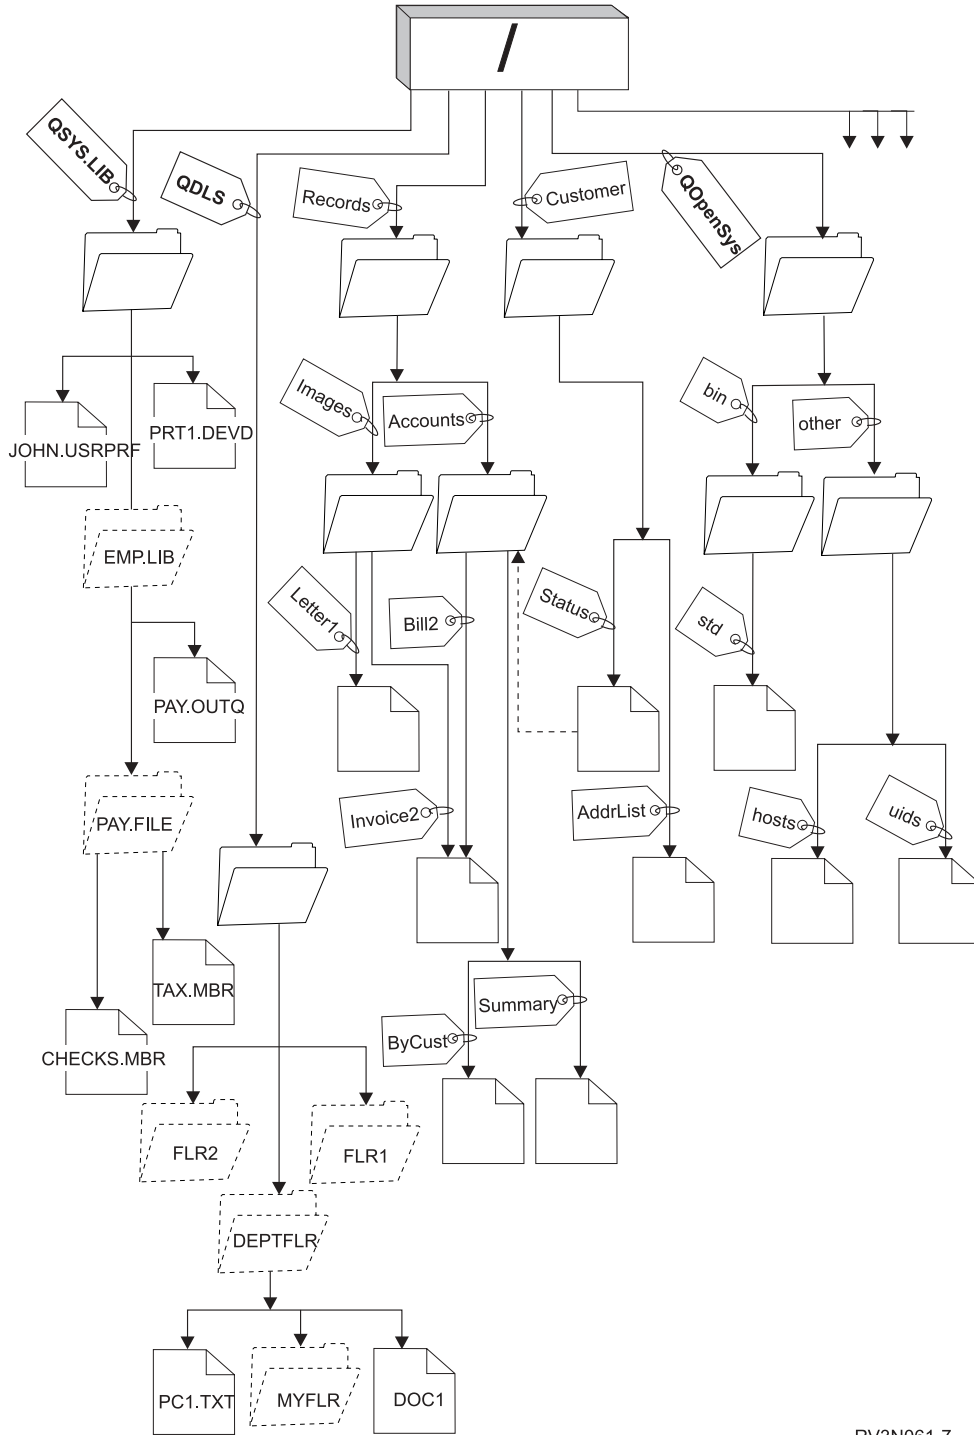 /
QSYS.LIB
QDLS
Records
Customer
QOpenSys
JOHN.USRPRF
PRT1.DEVD
Images
Accounts
bin
other
EMP.LIB
Letter1
Bill2
Status
std
PAY.OUTQ
PAY.FILE
Invoice2
AddrList
hosts
uids
TAX.MBR
CHECKS.MBR
Summary
ByCust
FLR2
FLR1
DEPTFLR
PC1.TXT
MYFLR
DOC1